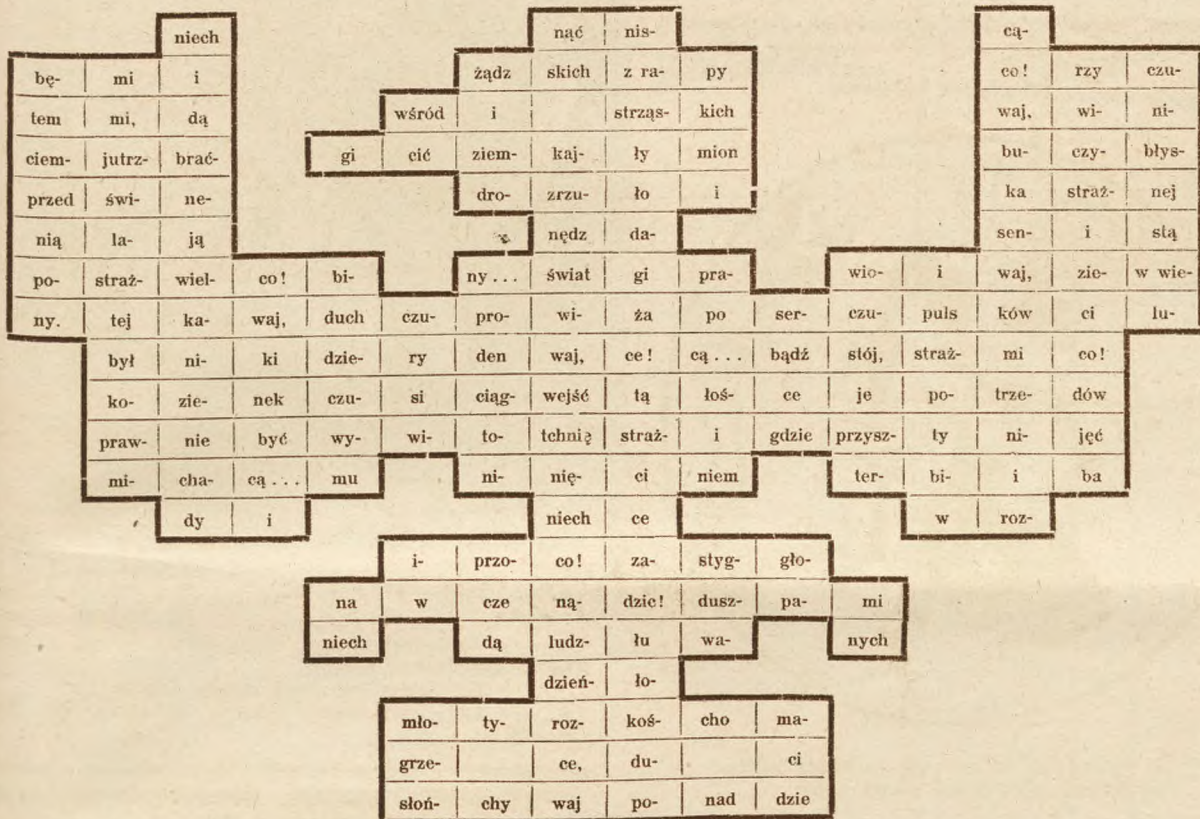 niech nąć nis- cą-
bę- mi i żądz skich z ra- py co! rzy czu-
tem mi, dą wśród i strząs- kich waj, wi- ni-
ciem- jutrz- brać- gi cić ziem- kaj- ły mion bu- czy- błys-
przed świ- ne- dro- zrzu- ło i ka straż- nej
nią la- ją nędz da- sen- i stą
po- straż- wiel- co! bi- ny... świat gi pra- wio- i waj, zie- w wie-
ny. tej ka- waj, duch czu- pro- wi- ża po ser- czu- puls ków ci lu-
był ni- ki dzie- ry den waj, ce! cą... bądź stój, straż- mi co!
ko- zie- nek czu- si ciąg- wejść tą łoś- ce je po- trze- dów
praw- nie być wy- wi- to- tchnię straż- i gdzie przysz- ty ni- jęć
mi- cha- cą... mu ni- nię- ci niem ter- bi- i ba
dy i niech ce w roz-
i- przo- co! za- styg- gło-
na w cze ną- dzie! dusz- pa- mi
niech dą ludz- łu wa- nych
dzień- ło-
mło- ty- roz- koś- cho ma-
grze- ce, du- ci
słoń- chy waj po- nad dzie